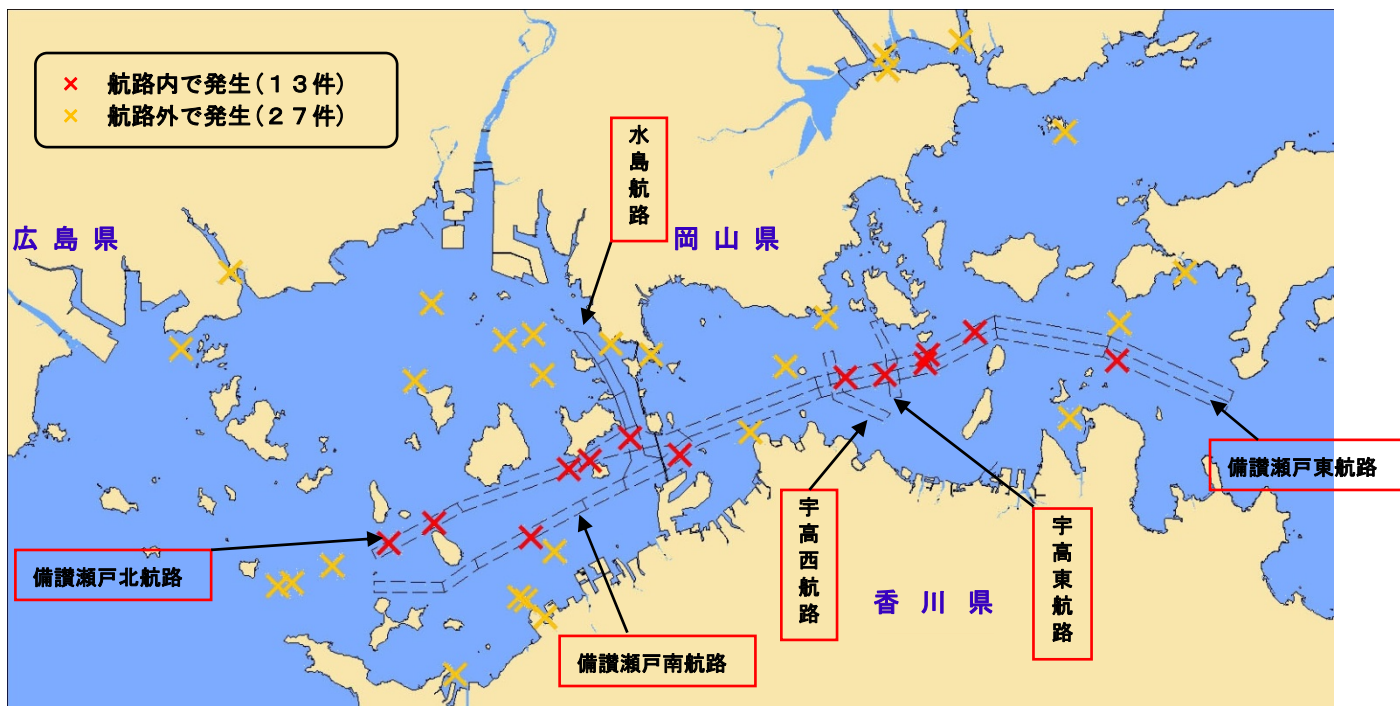 × 航路内で発生(13件)
× 航路外で発生(27件)
水島航路
広島県
岡山県
備讃瀬戸東航路
宇高西航路
宇高東航路
備讃瀬戸北航路
香川県
備讃瀬戸南航路